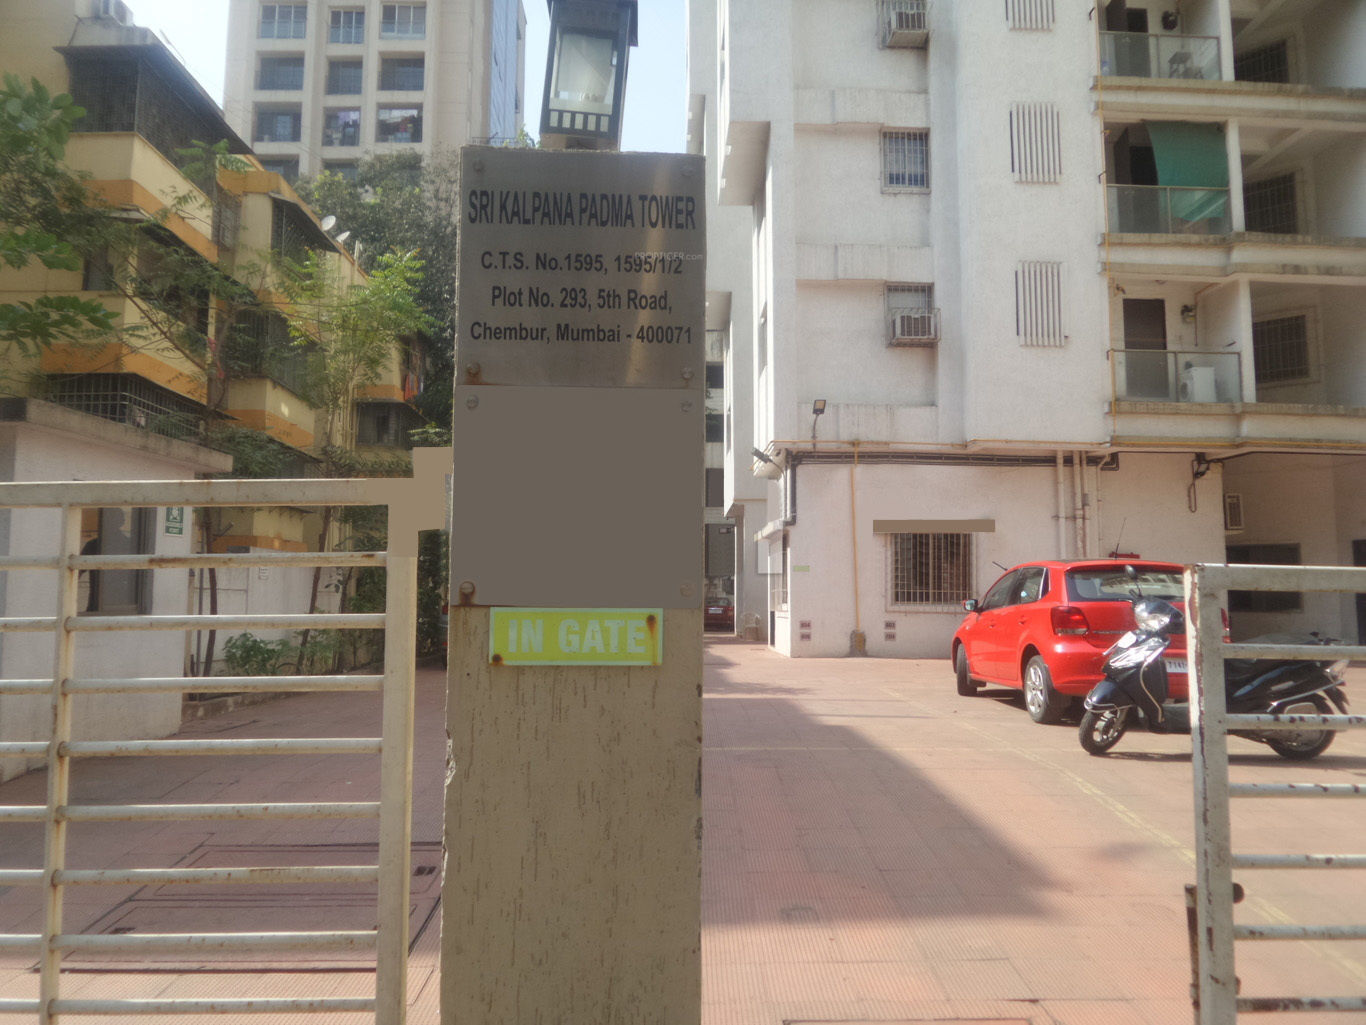 SRI KALPANA PADMA TOWER
C.T.S. No.1595, 1595/1/2
Plot No. 293, 5th Road,
Chembur, Mumbai - 400071
IN GATE